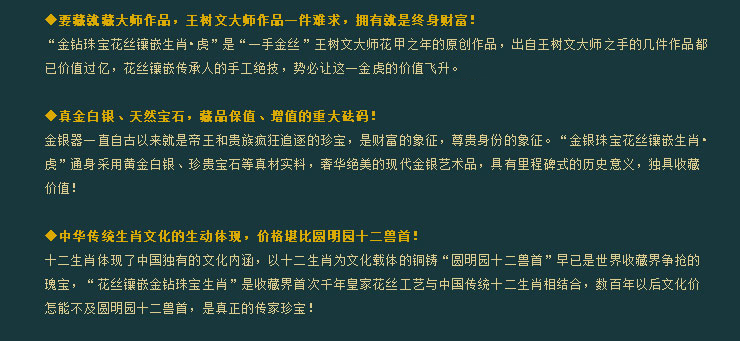 ◆要藏就藏大师作品，王树文大师作品一件难求，拥有就是终身财富！
“金钻珠宝花丝镶嵌生肖·虎”是“一手金丝”王树文大师花甲之年的原创作品，出自王树文大师之手的几件作品都
已价值过亿，花丝镶嵌传承人的手工绝技，势必让这一金虎的价值飞升。
◆真金白银、天然宝石，藏品保值、增值的重大砝码！
金银器一直自古以来就是帝王和贵族疯狂追逐的珍宝，是财富的象征，尊贵身份的象征。“金银珠宝花丝镶嵌生肖·
虎”通身采用黄金白银、珍贵宝石等真材实料，奢华绝美的现代金银艺术品，具有里程碑式的历史意义，独具收藏
价值！
◆中华传统生肖文化的生动体现，价格堪比圆明园十二兽首！
十二生肖体现了中国独有的文化内涵，以十二生肖为文化载体的铜铸“圆明园十二兽首”早已是世界收藏界争抢的
瑰宝，“花丝镶嵌金钻珠宝生肖”是收藏界首次千年皇家花丝工艺与中国传统十二生肖相结合，数百年以后文化价
怎能不及圆明园十二兽首，是真正的传家珍宝！